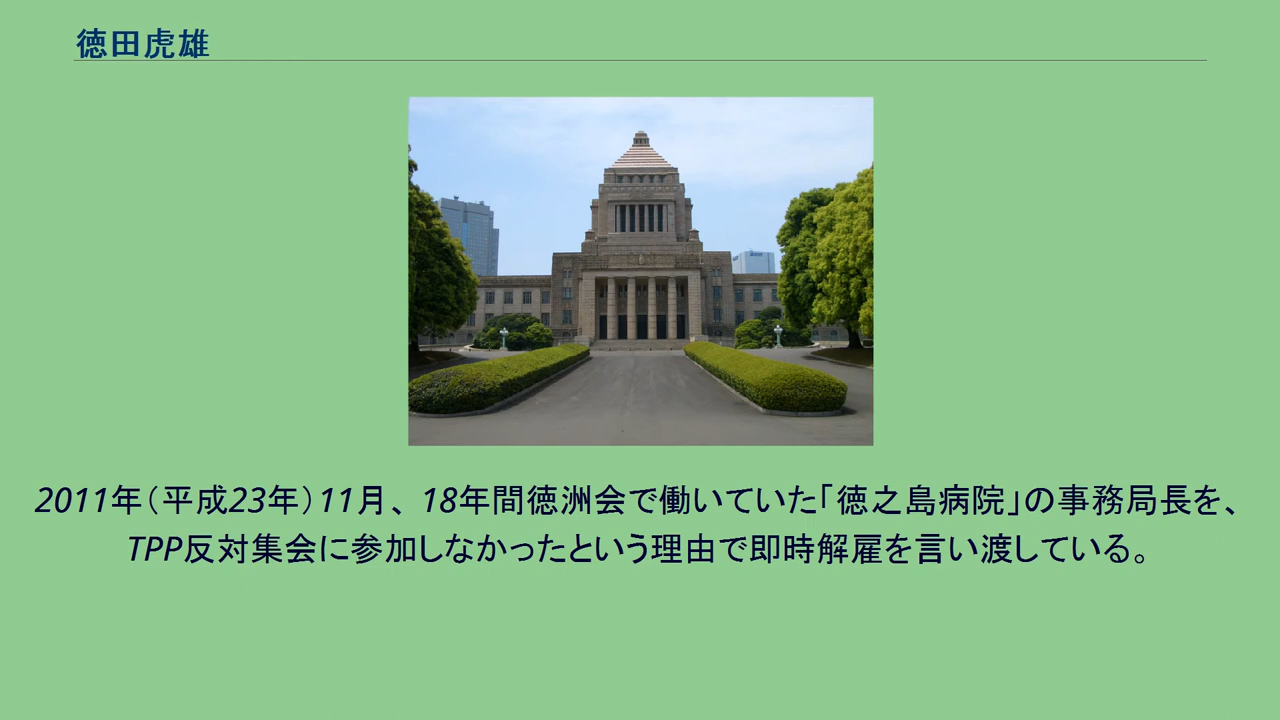 徳田虎雄
2011年（平成23年）11月、18年間徳洲会で働いていた「徳之島病院」の事務局長を、
TPP反対集会に参加しなかったという理由で即時解雇を言い渡している。